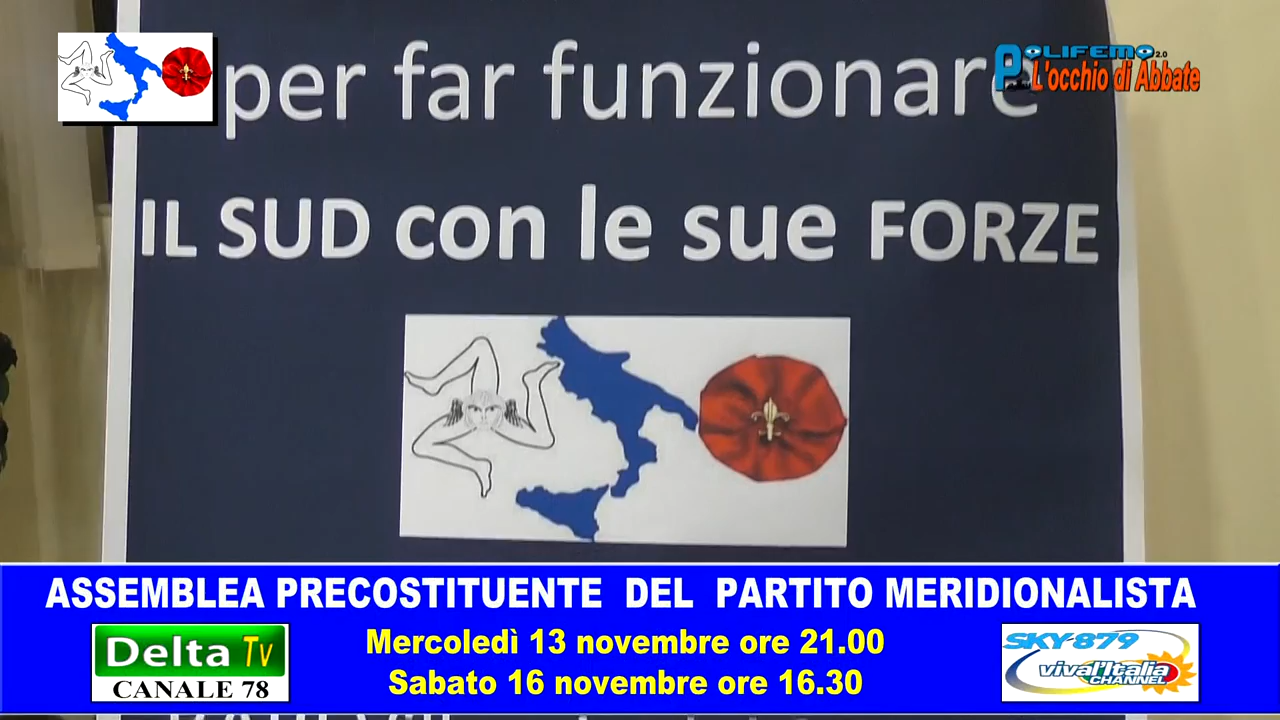 per far funzionare
POLIFEMO 2.0
L'occhio di Abbate
IL SUD con le sue FORZE
ASSEMBLEA PRECOSTITUENTE DEL PARTITO MERIDIONALISTA
Delta Tv
CANALE 78
Mercoledì 13 novembre ore 21.00
Sabato 16 novembre ore 16.30
SKY 879
viva l'Italia
CHANNEL